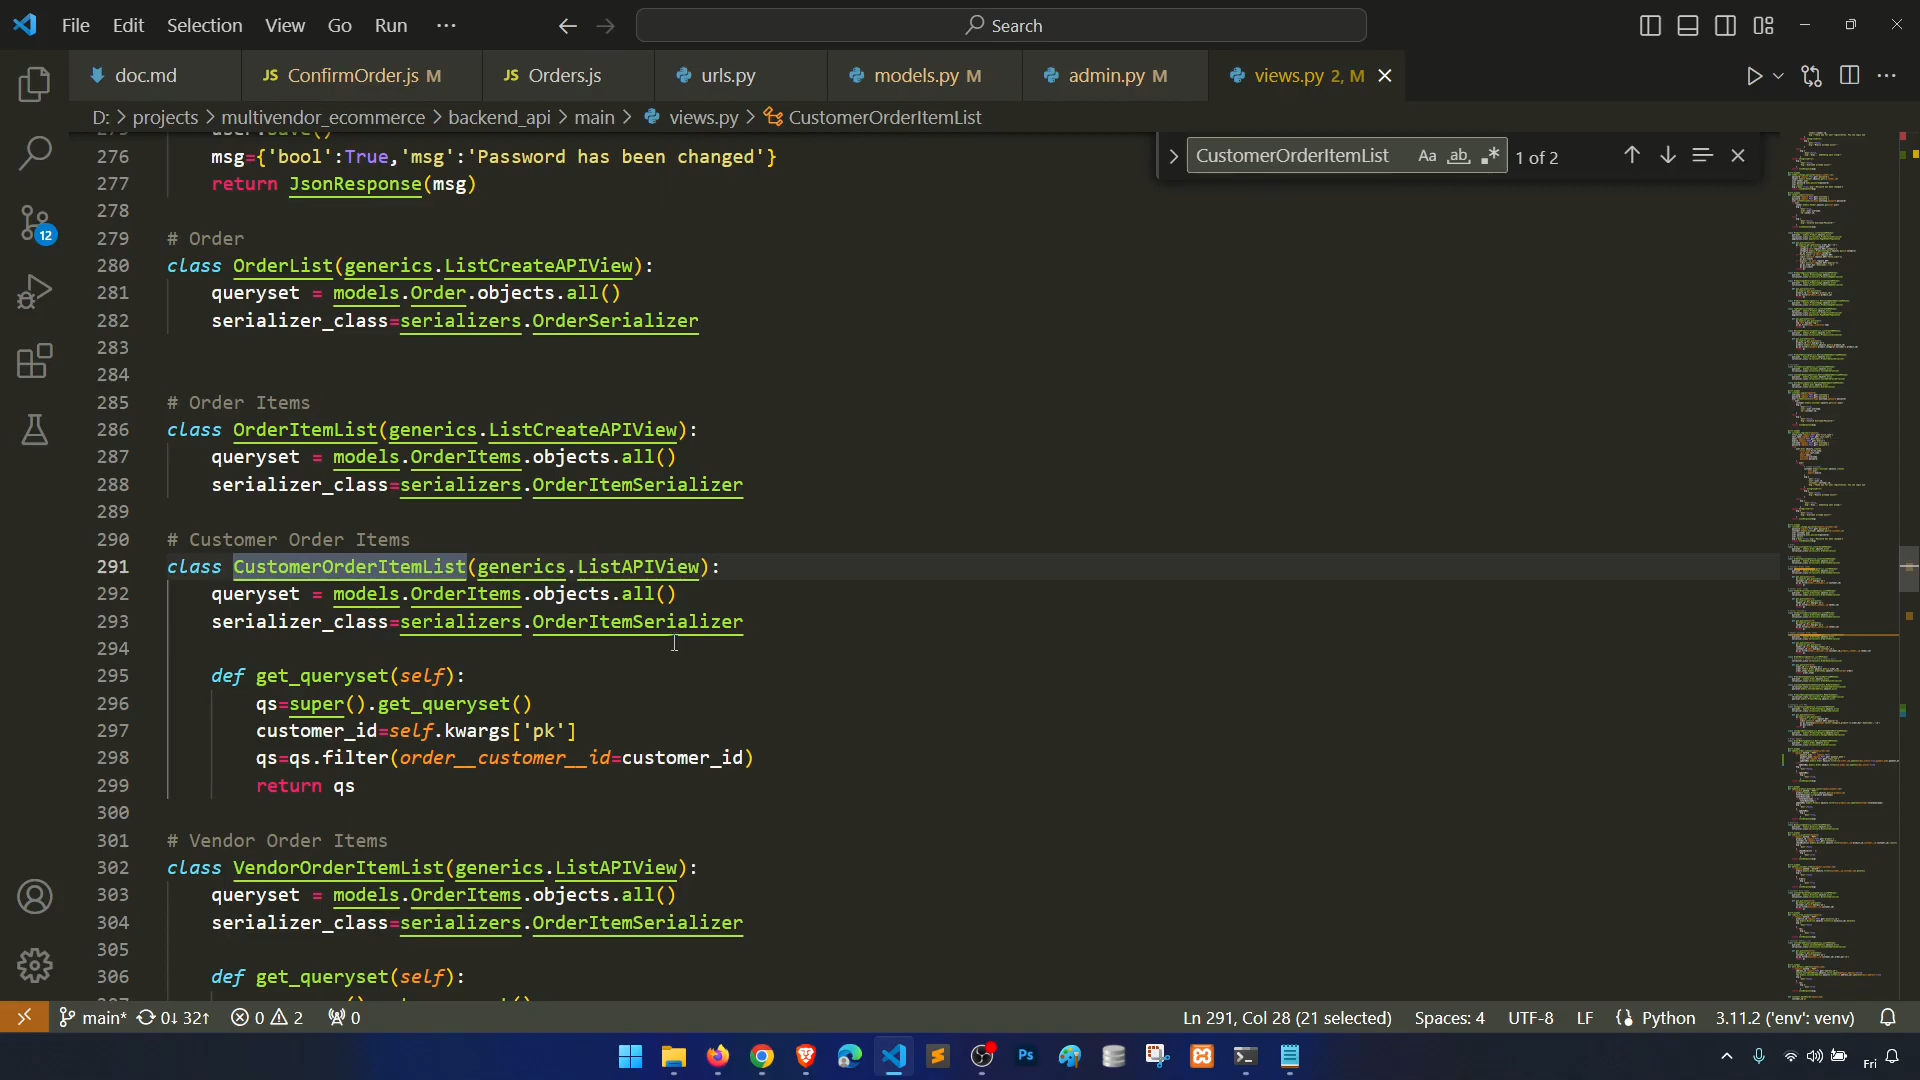 File Edit Selection View Go Run ··· Search
doc.md JS ConfirmOrder.js M JS Orders.js urls.py models.py M admin.py M views.py 2, M
D: > projects > multivendor_ecommerce > backend_api > main > views.py > CustomerOrderItemList
CustomerOrderItemList Aa ab .* 1 of 2
276 msg={'bool':True,'msg':'Password has been changed'}
277 return JsonResponse(msg)
278
279 # Order
280 class OrderList(generics.ListCreateAPIView):
281 queryset = models.Order.objects.all()
282 serializer_class=serializers.OrderSerializer
283
284
285 # Order Items
286 class OrderItemList(generics.ListCreateAPIView):
287 queryset = models.OrderItems.objects.all()
288 serializer_class=serializers.OrderItemSerializer
289
290 # Customer Order Items
291 class CustomerOrderItemList(generics.ListAPIView):
292 queryset = models.OrderItems.objects.all()
293 serializer_class=serializers.OrderItemSerializer
294
295 def get_queryset(self):
296 qs=super().get_queryset()
297 customer_id=self.kwargs['pk']
298 qs=qs.filter(order__customer__id=customer_id)
299 return qs
300
301 # Vendor Order Items
302 class VendorOrderItemList(generics.ListAPIView):
303 queryset = models.OrderItems.objects.all()
304 serializer_class=serializers.OrderItemSerializer
305
306 def get_queryset(self):
12
main* 0↓ 32↑ 0 2 0 Ln 291, Col 28 (21 selected) Spaces: 4 UTF-8 LF Python 3.11.2 ('env': venv)
Ps Fri